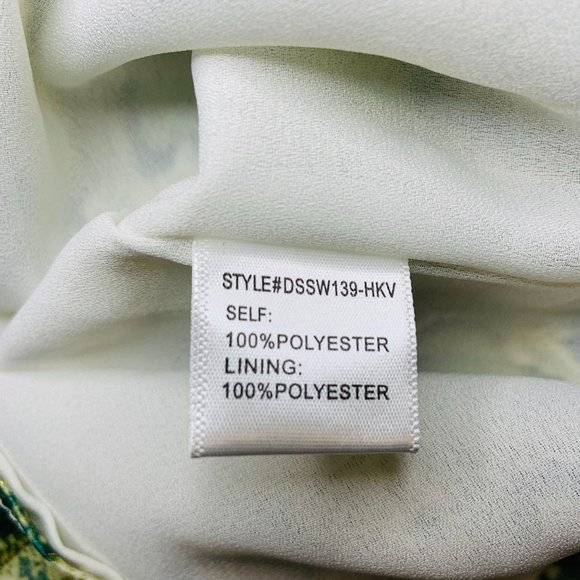 STYLE#DSSW139-HKV
SELF:
100%POLYESTER
LINING:
100%POLYESTER